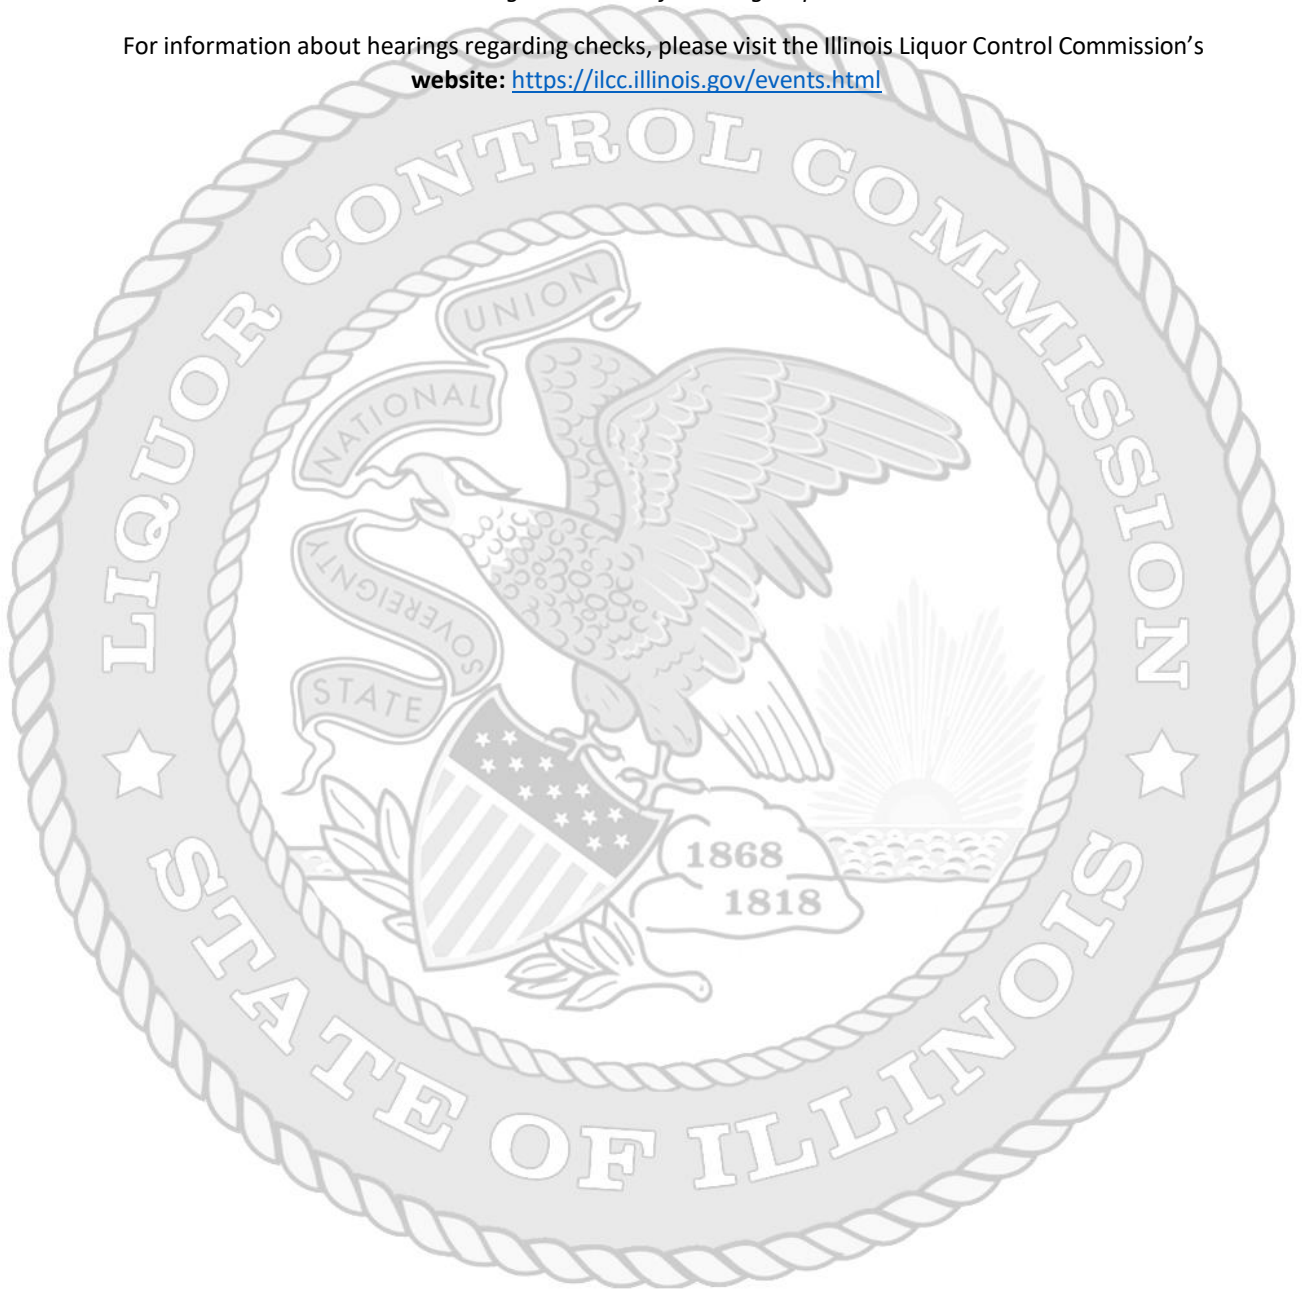 For information about hearings regarding checks, please visit the Illinois Liquor Control Commission's
website: https://ilcc.illinois.gov/events.html
LIQUOR CONTROL COMMISSION
UNION
NATIONAL
SOVEREIGNTY
STATE
1868
1818
STATE OF ILLINOIS